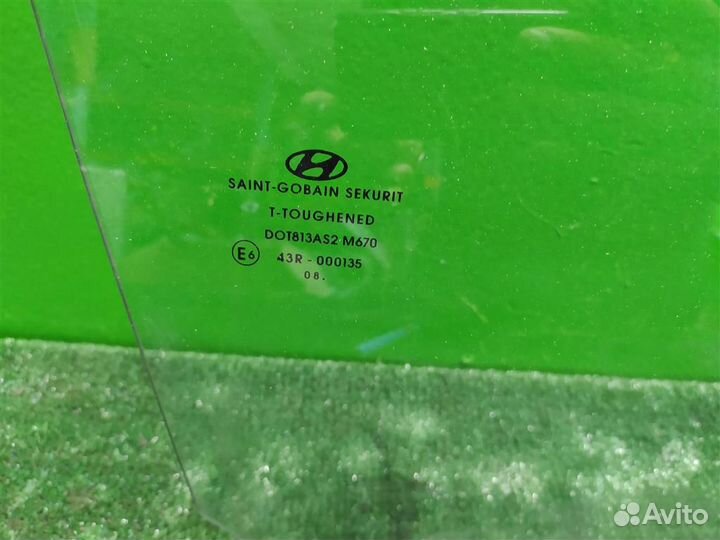 SAINT-GOBAIN SEKURIT
T-TOUGHENED
DOT813AS2 M670
E6 43R - 000135
08.
Avito